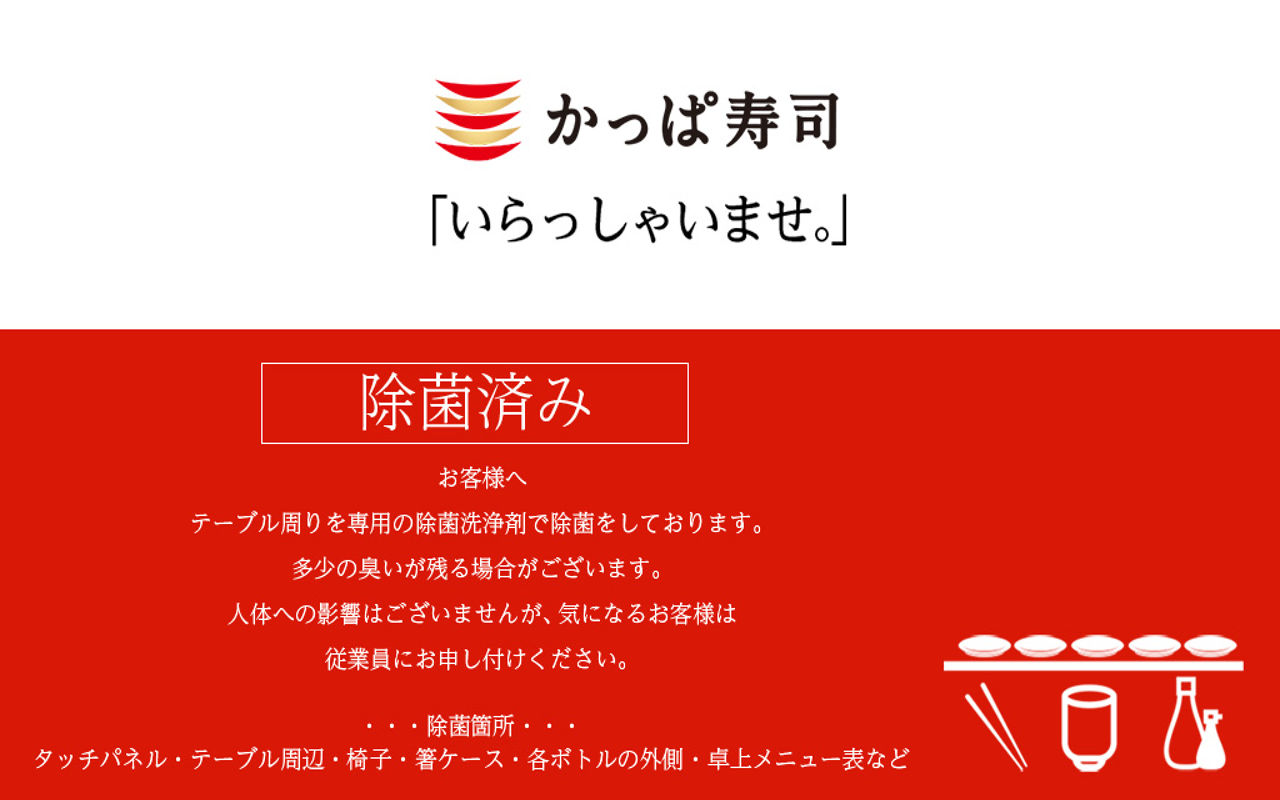 かっぱ寿司
「いらっしゃいませ。」
除菌済み
お客様へ
テーブル周りを専用の除菌洗浄剤で除菌をしております。
多少の臭いが残る場合がございます。
人体への影響はございませんが、気になるお客様は
従業員にお申し付けください。
・・・除菌箇所・・・
タッチパネル・テーブル周辺・椅子・箸ケース・各ボトルの外側・卓上メニュー表など